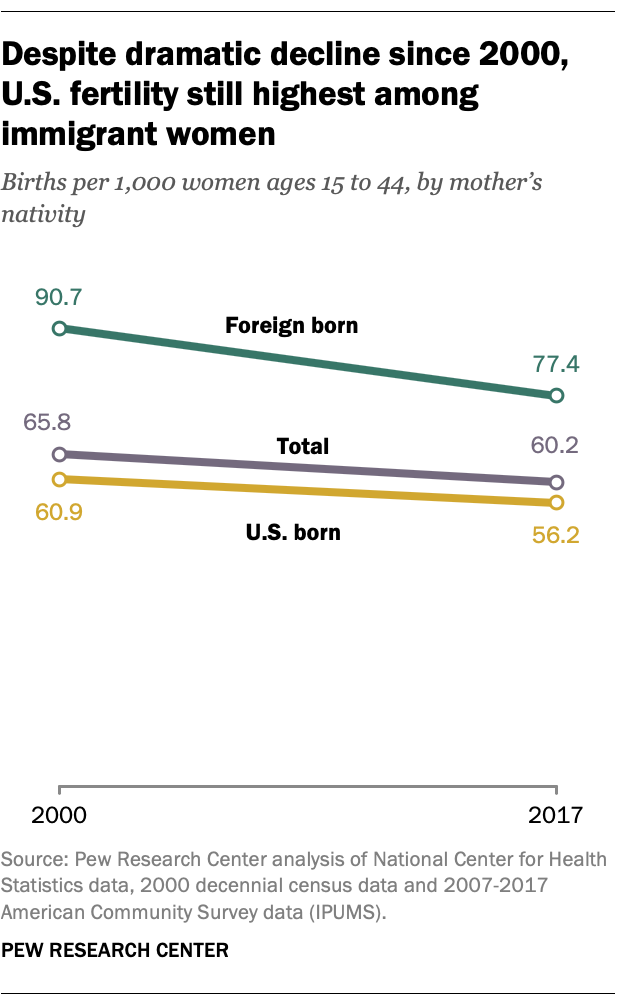 Despite dramatic decline since 2000,
U.S. fertility still highest among
immigrant women
Births per 1,000 women ages 15 to 44, by mother’s
nativity
90.7
Foreign born
77.4
65.8
Total
60.2
60.9
U.S. born
56.2
2000
2017
Source: Pew Research Center analysis of National Center for Health
Statistics data, 2000 decennial census data and 2007-2017
American Community Survey data (IPUMS).
PEW RESEARCH CENTER